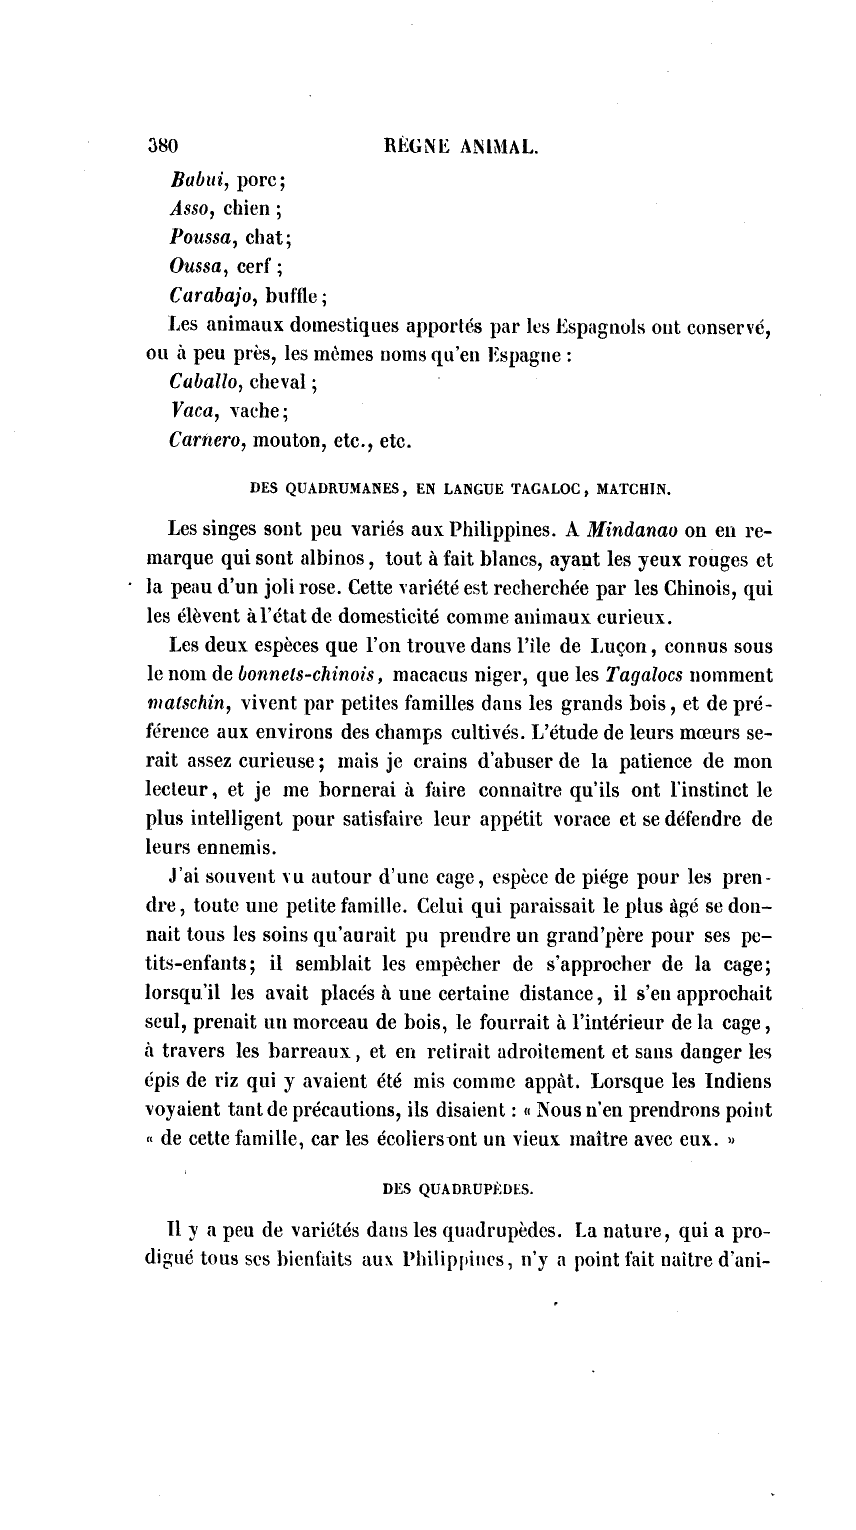 380 RÈGNE ANIMAL.
Babui, porc;
Asso, chien ;
Poussa, chat;
Oussa, cerf ;
Carabajo, buffle ;
Les animaux domestiques apportés par les Espagnols ont conservé,
ou à peu près, les mêmes noms qu'en Espagne :
Caballo, cheval ;
Vaca, vache;
Carnero, mouton, etc., etc.
DES QUADRUMANES, EN LANGUE TAGALOC, MATCHIN.
Les singes sont peu variés aux Philippines. A Mindanao on en re-
marque qui sont albinos, tout à fait blancs, ayant les yeux rouges et
la peau d'un joli rose. Cette variété est recherchée par les Chinois, qui
les élèvent à l'état de domesticité comme animaux curieux.
Les deux espèces que l'on trouve dans l'île de Luçon, connus sous
le nom de bonnets-chinois, macacus niger, que les Tagalocs nomment
matschin, vivent par petites familles dans les grands bois, et de pré-
férence aux environs des champs cultivés. L'étude de leurs mœurs se-
rait assez curieuse; mais je crains d'abuser de la patience de mon
lecteur, et je me bornerai à faire connaître qu'ils ont l'instinct le
plus intelligent pour satisfaire leur appétit vorace et se défendre de
leurs ennemis.
J'ai souvent vu autour d'une cage, espèce de piége pour les pren-
dre, toute une petite famille. Celui qui paraissait le plus âgé se don-
nait tous les soins qu'aurait pu prendre un grand'père pour ses pe-
tits-enfants; il semblait les empêcher de s'approcher de la cage;
lorsqu'il les avait placés à une certaine distance, il s'en approchait
seul, prenait un morceau de bois, le fourrait à l'intérieur de la cage,
à travers les barreaux, et en retirait adroitement et sans danger les
épis de riz qui y avaient été mis comme appât. Lorsque les Indiens
voyaient tant de précautions, ils disaient : « Nous n'en prendrons point
« de cette famille, car les écoliers ont un vieux maître avec eux. »
DES QUADRUPÈDES.
Il y a peu de variétés dans les quadrupèdes. La nature, qui a pro-
digué tous ses bienfaits aux Philippines, n'y a point fait naître d'ani-